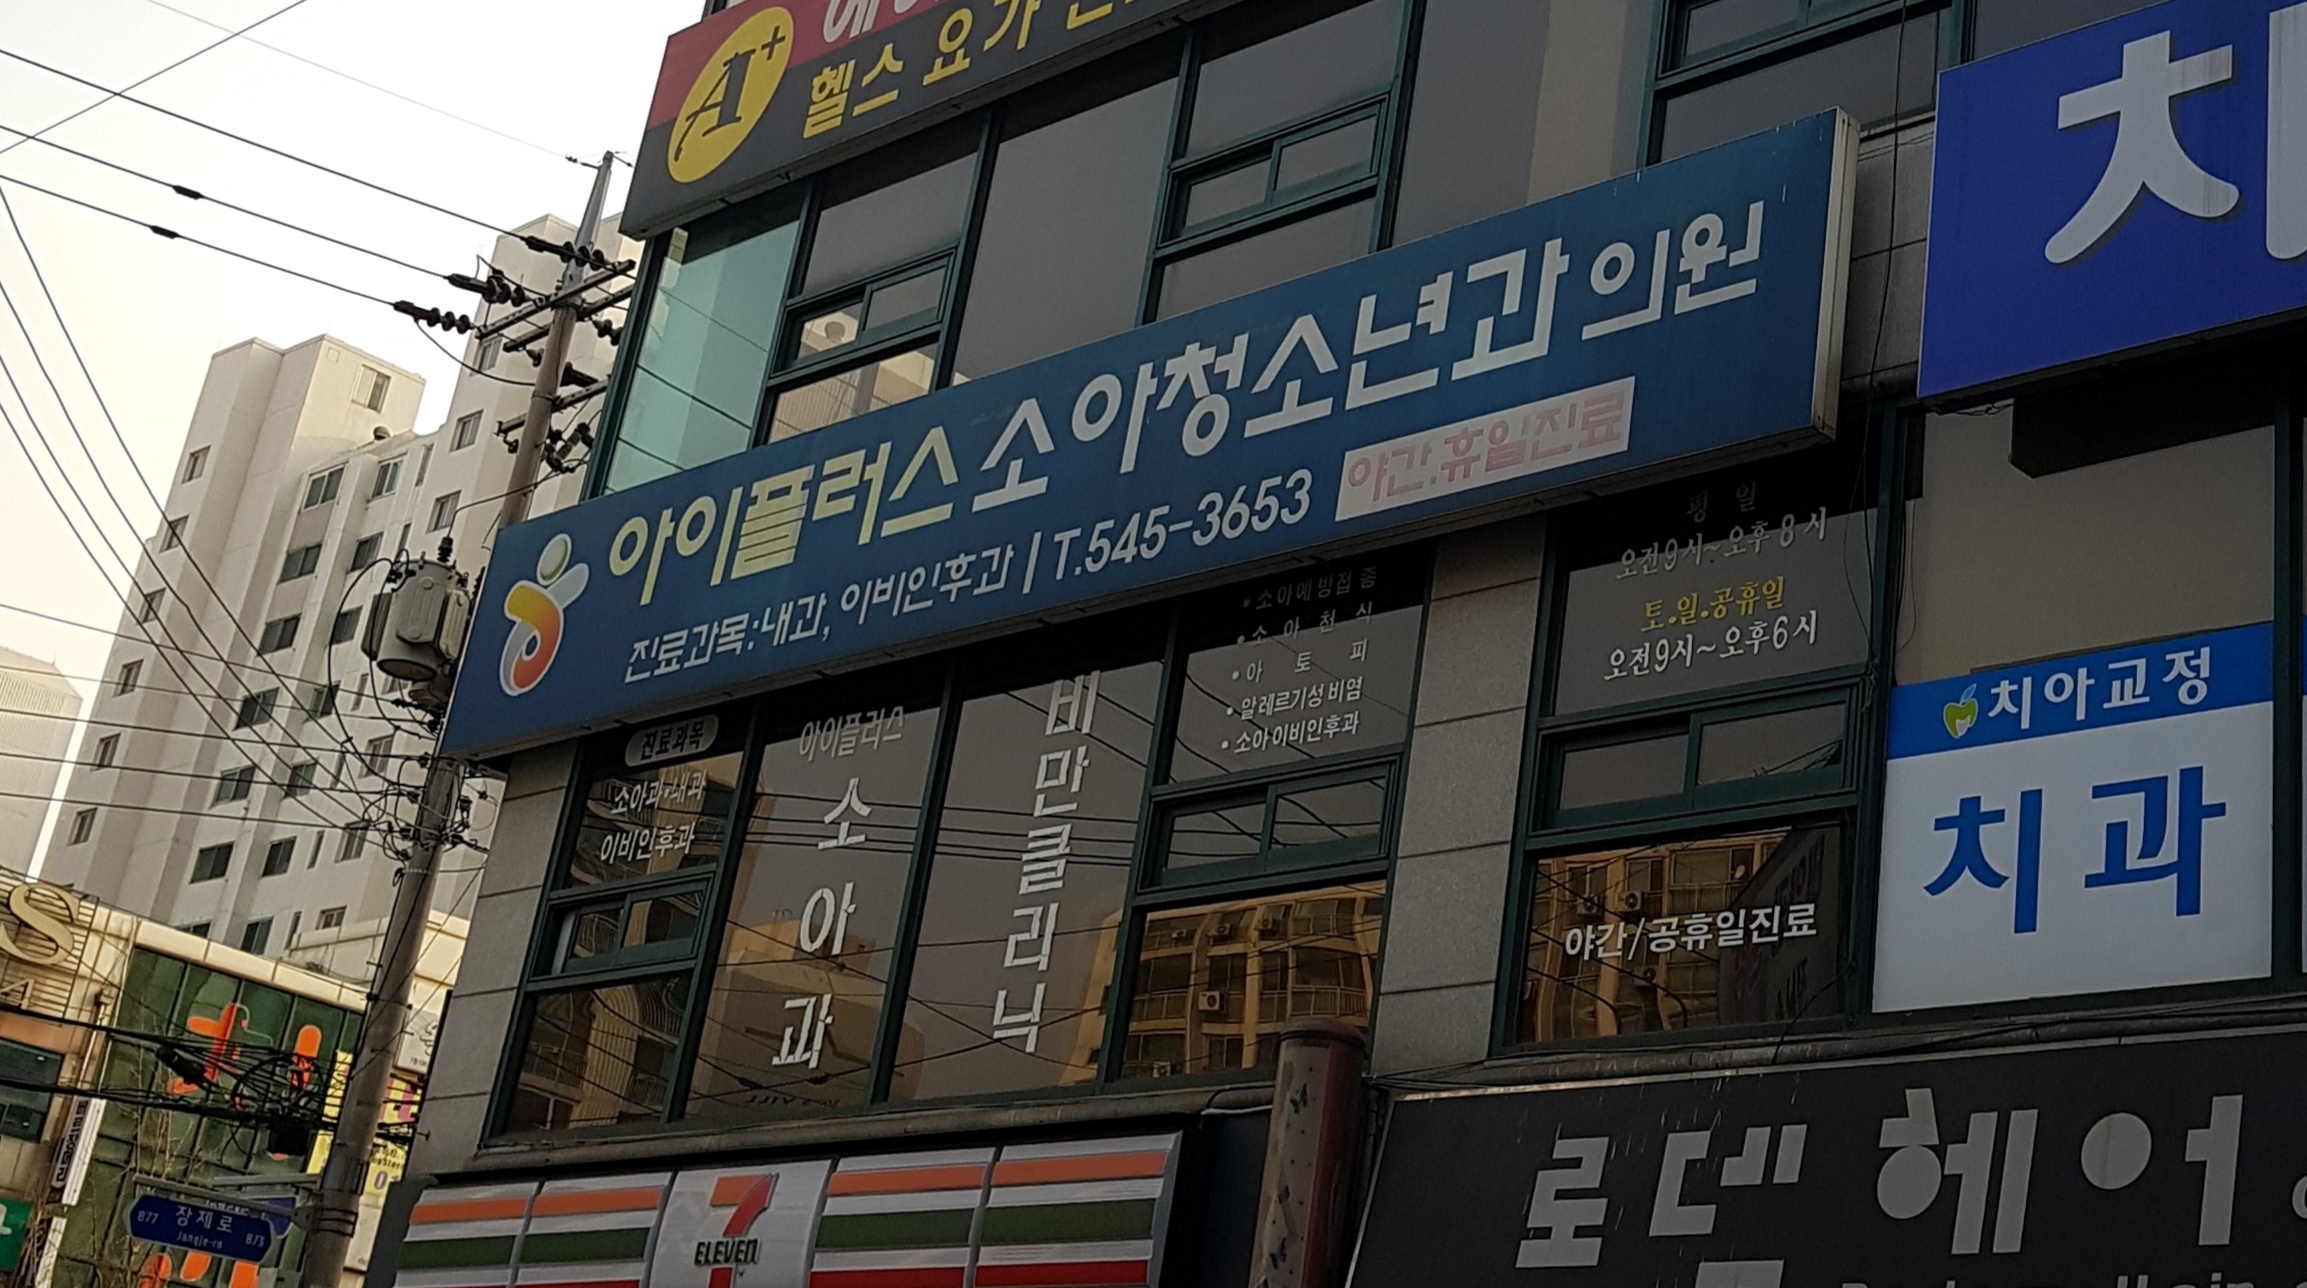 A+
헬스 요가
아이플러스 소아청소년과의원
진료과목:내과, 이비인후과 | T.545-3653
야간.휴일진료
진료과목
소아과·내과
이비인후과
아이플러스
소아과
비만클리닉
• 소아예방접종
• 소아천식
• 아토피
• 알레르기성비염
• 소아이비인후과
평일
오전9시~오후8시
토.일.공휴일
오전9시~오후6시
야간/공휴일진료
치아교정
치과
7
ELEVEN
헤어
877 장제로 873
Jangje-ro